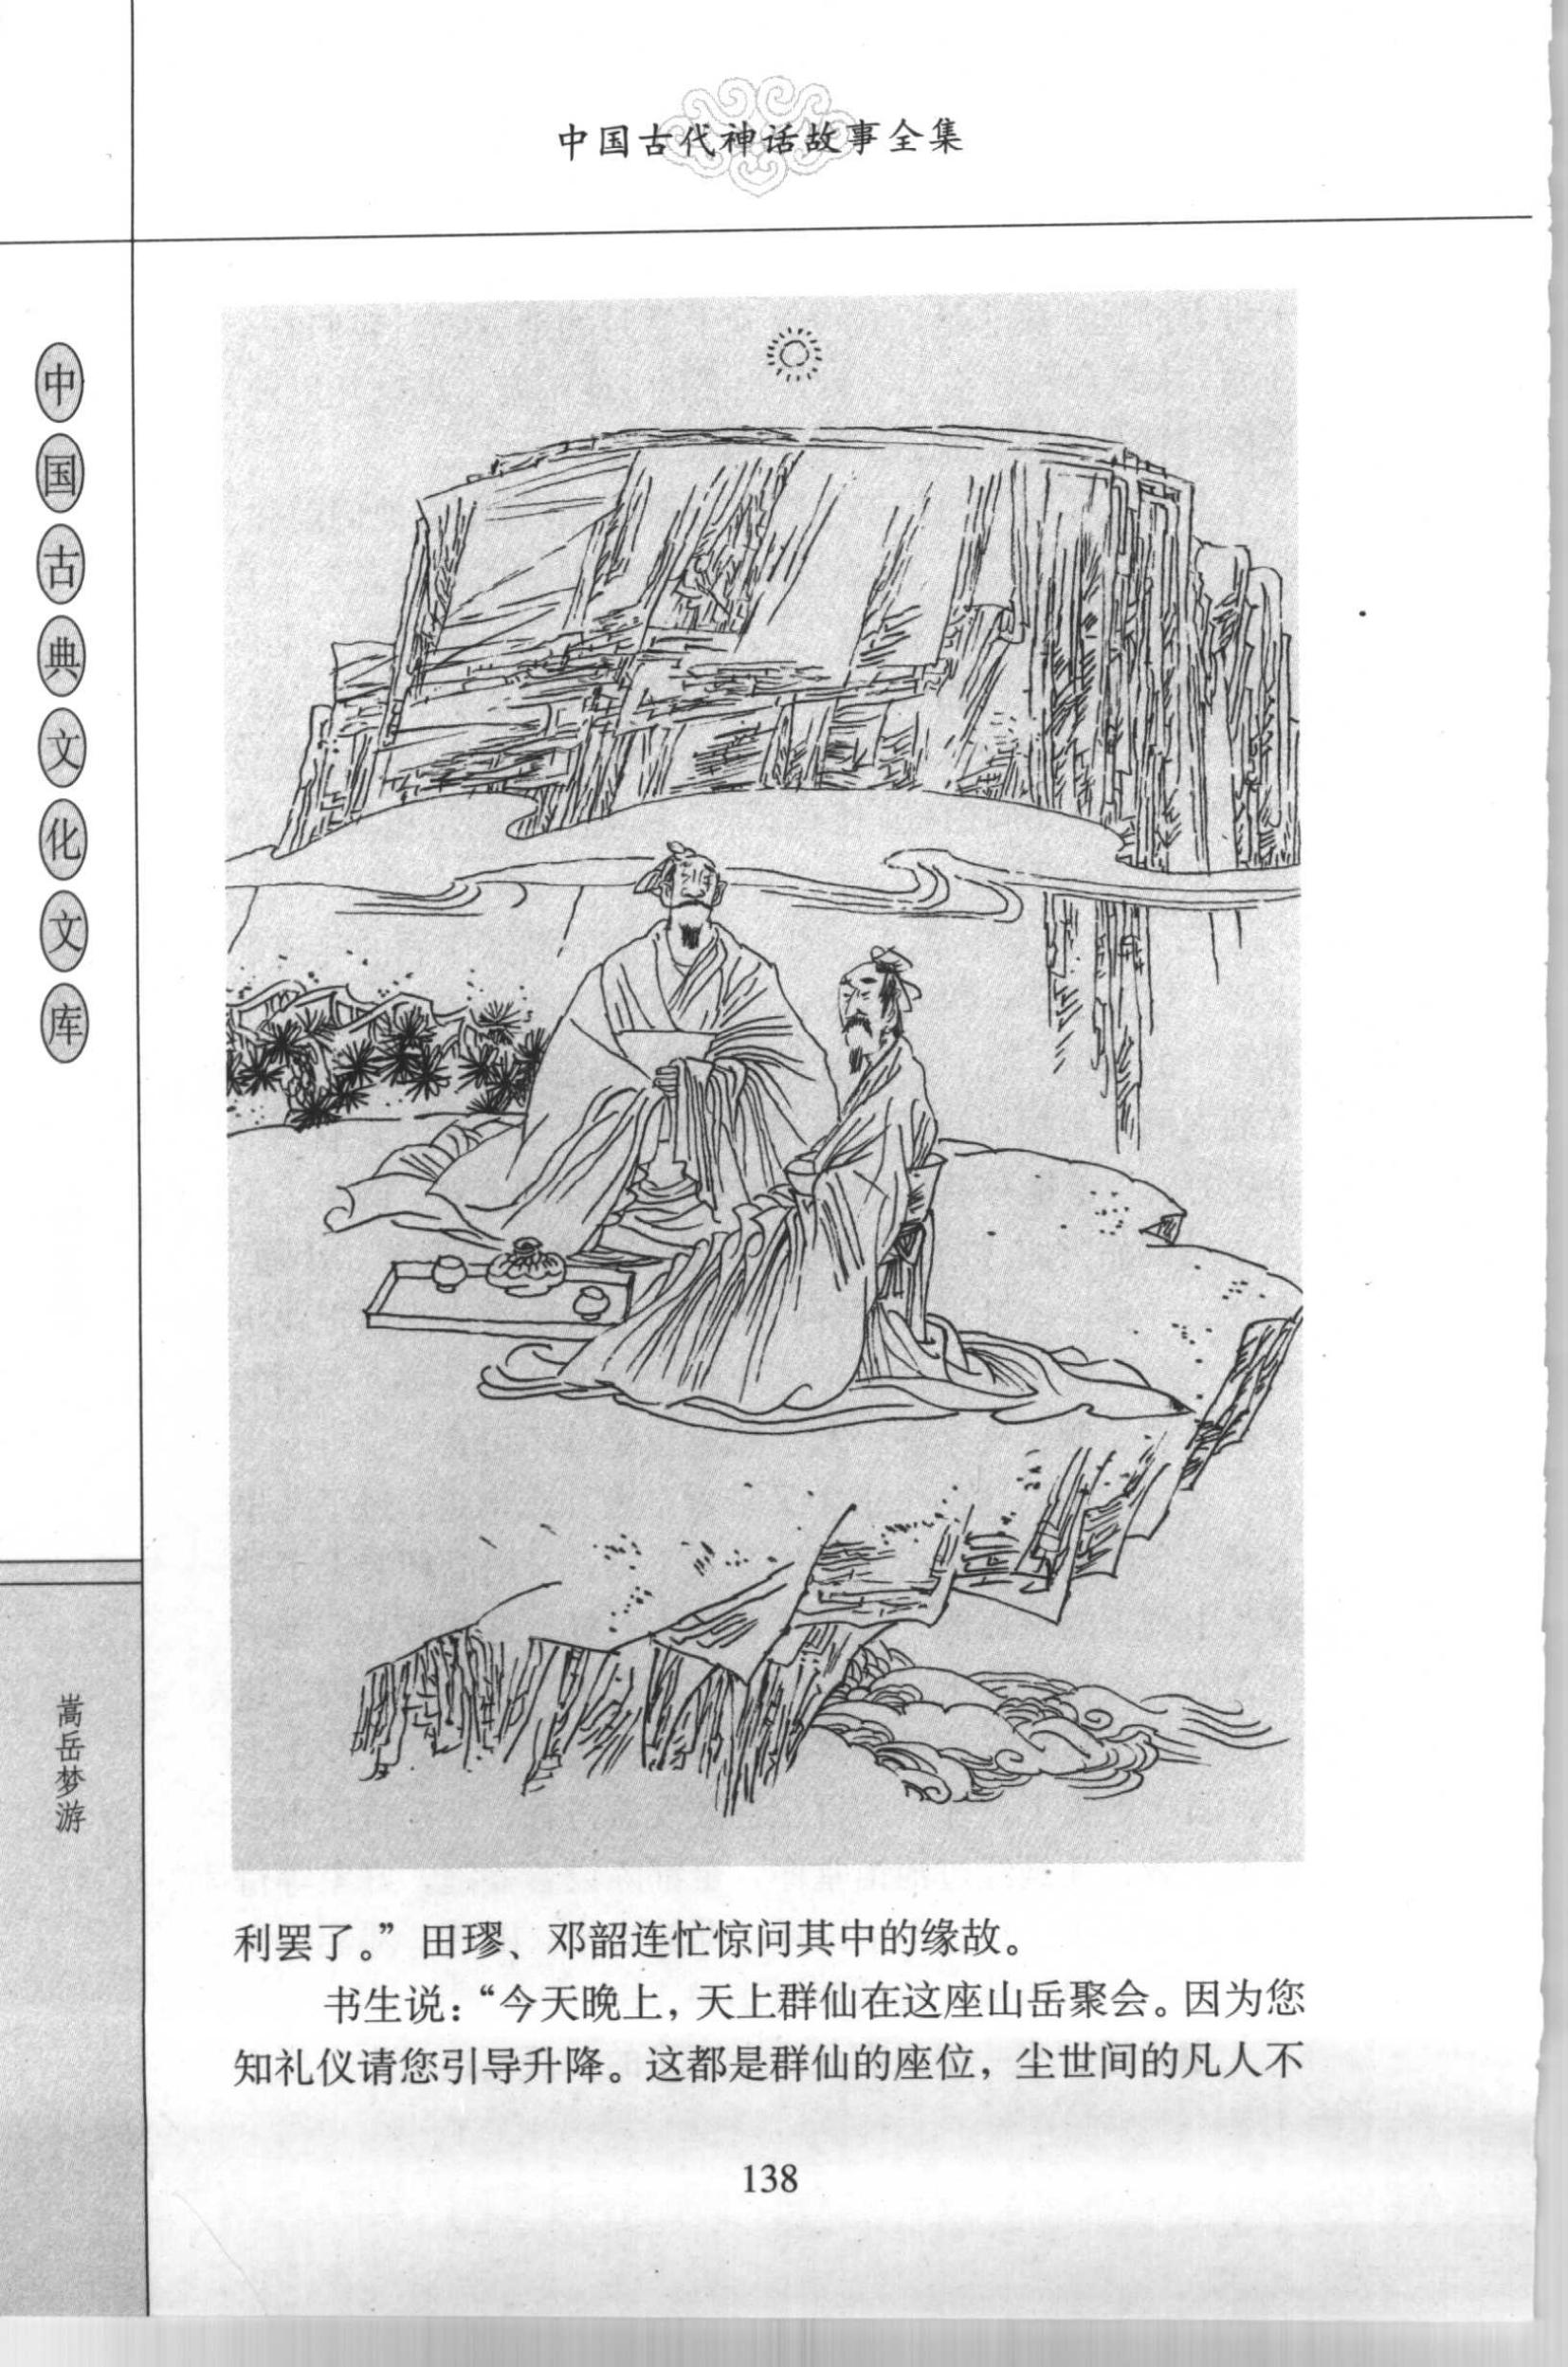 中国古代神话故事全集
中国古典文化文库
嵩岳梦游
利罢了。”田璆、邓韶连忙惊问其中的缘故。
书生说：“今天晚上，天上群仙在这座山岳聚会。因为您
知礼仪请您引导升降。这都是群仙的座位，尘世间的凡人不
138